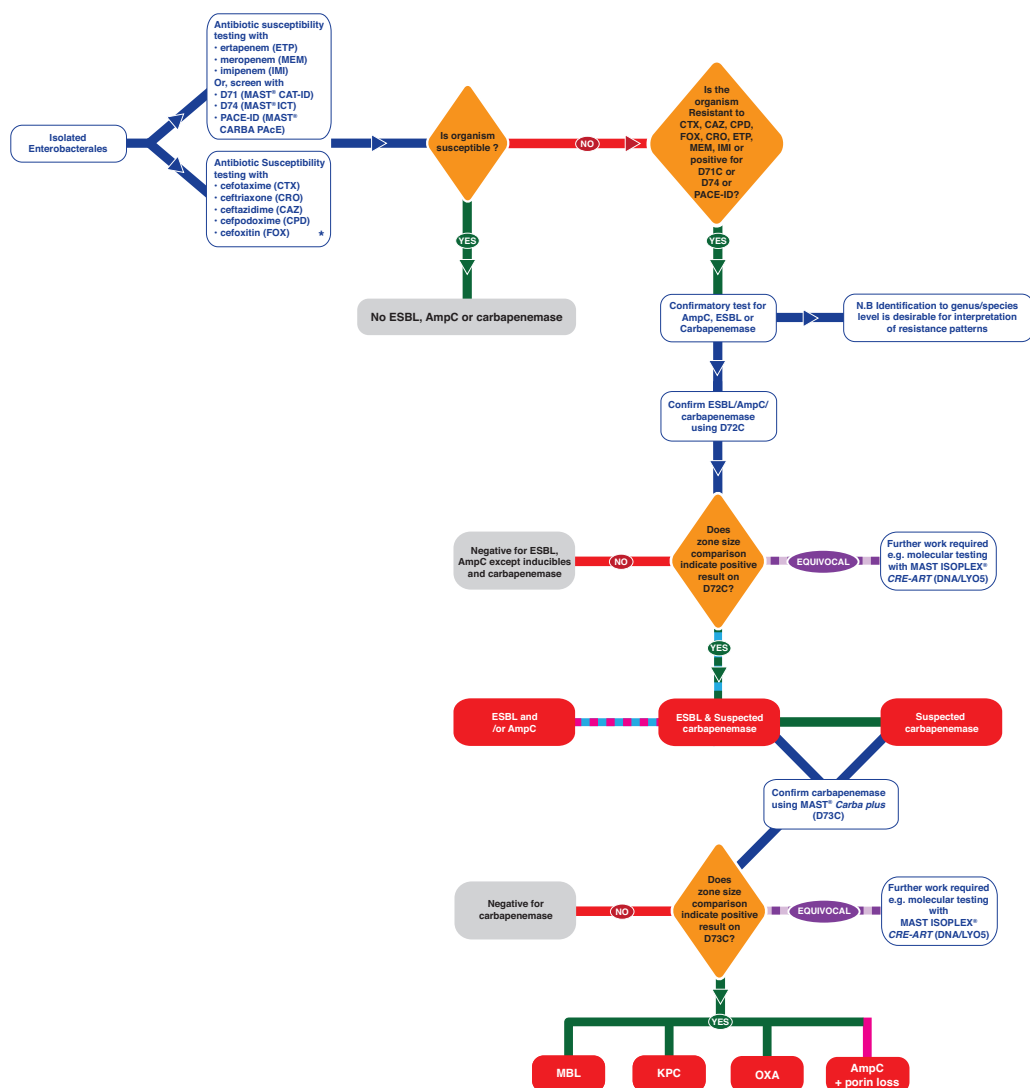 Antibiotic susceptibility
testing with
• ertapenem (ETP)
• meropenem (MEM)
• imipenem (IMI)
Or, screen with
• D71 (MAST® CAT-ID)
• D74 (MAST® ICT)
• PACE-ID (MAST®
CARBA PAcE)
Isolated
Enterobacterales
Antibiotic Susceptibility
testing with
• cefotaxime (CTX)
• ceftriaxone (CRO)
• ceftazidime (CAZ)
• cefpodoxime (CPD)
• cefoxitin (FOX) *
Is organism
susceptible ?
NO
Is the
organism
Resistant to
CTX, CAZ, CPD,
FOX, CRO, ETP,
MEM, IMI or
positive for
D71C or
D74 or
PACE-ID?
YES
YES
No ESBL, AmpC or carbapenemase
Confirmatory test for
AmpC, ESBL or
Carbapenemase
N.B Identification to genus/species
level is desirable for interpretation
of resistance patterns
Confirm ESBL/AmpC/
carbapenemase
using D72C
Negative for ESBL,
AmpC except inducibles
and carbapenemase
NO
Does
zone size
comparison
indicate positive
result on
D72C?
EQUIVOCAL
Further work required
e.g. molecular testing
with MAST ISOPLEX®
CRE-ART (DNA/LYO5)
YES
ESBL and
/or AmpC
ESBL & Suspected
carbapenemase
Suspected
carbapenemase
Confirm carbapenemase
using MAST® Carba plus
(D73C)
Negative for
carbapenemase
NO
Does
zone size
comparison
indicate positive
result on
D73C?
EQUIVOCAL
Further work required
e.g. molecular testing
with
MAST ISOPLEX®
CRE-ART (DNA/LYO5)
YES
MBL
KPC
OXA
AmpC
+ porin loss